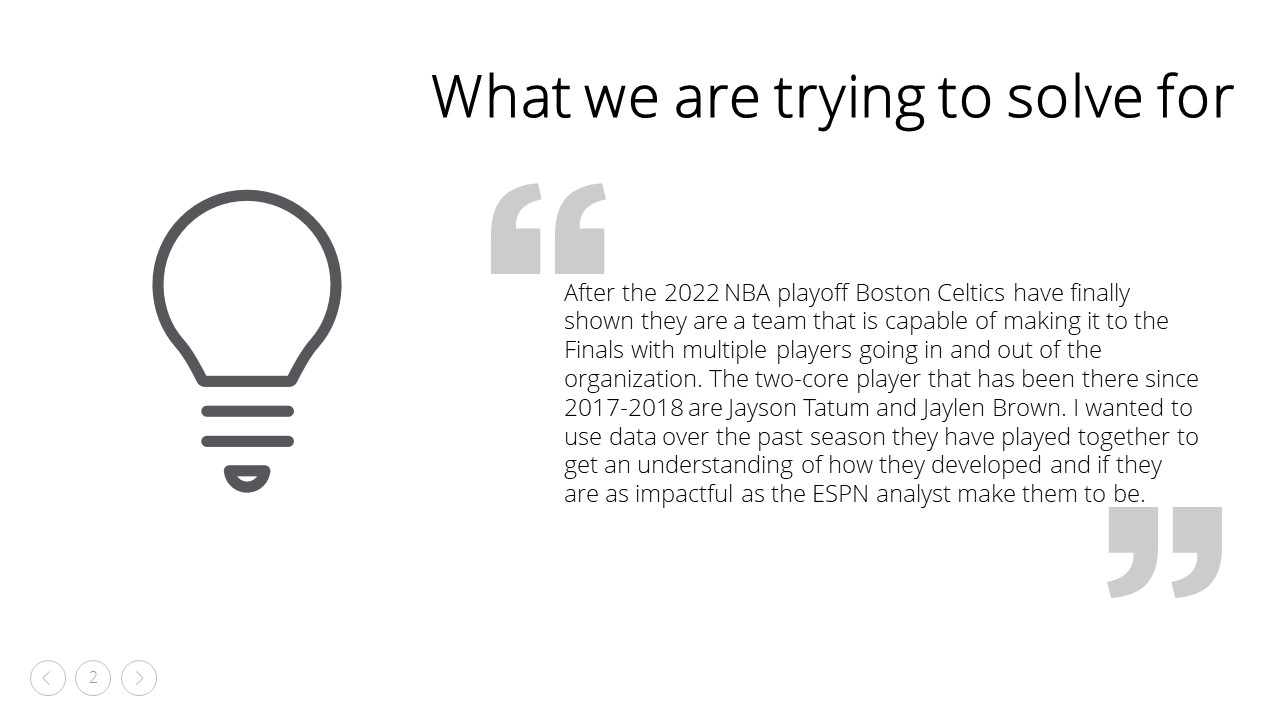 What we are trying to solve for
“
After the 2022 NBA playoff Boston Celtics have finally
shown they are a team that is capable of making it to the
Finals with multiple players going in and out of the
organization. The two-core player that has been there since
2017-2018 are Jayson Tatum and Jaylen Brown. I wanted to
use data over the past season they have played together to
get an understanding of how they developed and if they
are as impactful as the ESPN analyst make them to be.
”
2